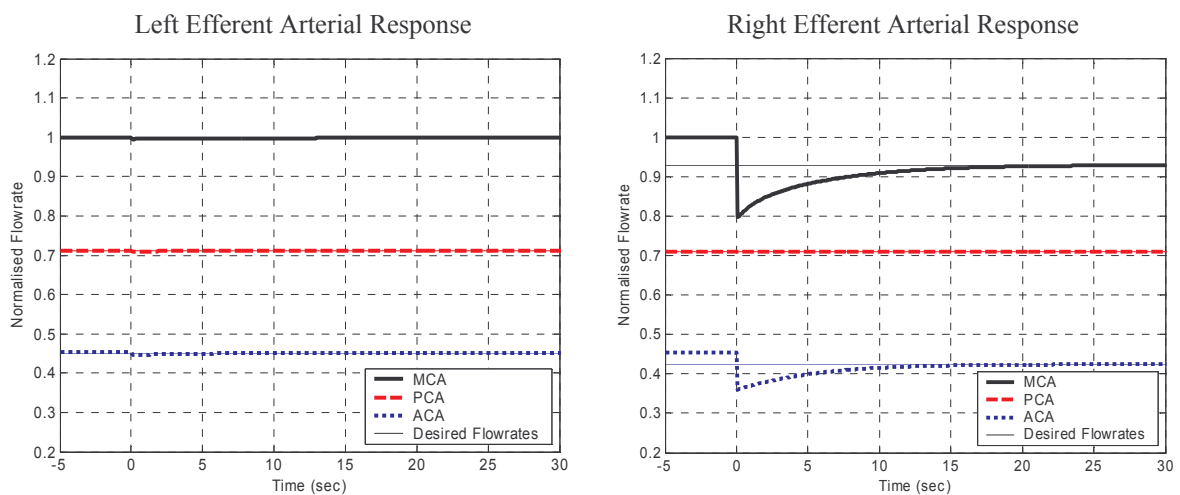 Left Efferent Arterial Response
1.2
1.1
1
0.9
0.8
0.7
0.6
0.5
0.4
0.3
0.2
Normalised Flowrate
MCA
PCA
ACA
Desired Flowrates
-5 0 5 10 15 20 25 30
Time (sec)
Right Efferent Arterial Response
1.2
1.1
1
0.9
0.8
0.7
0.6
0.5
0.4
0.3
0.2
Normalised Flowrate
MCA
PCA
ACA
Desired Flowrates
-5 0 5 10 15 20 25 30
Time (sec)